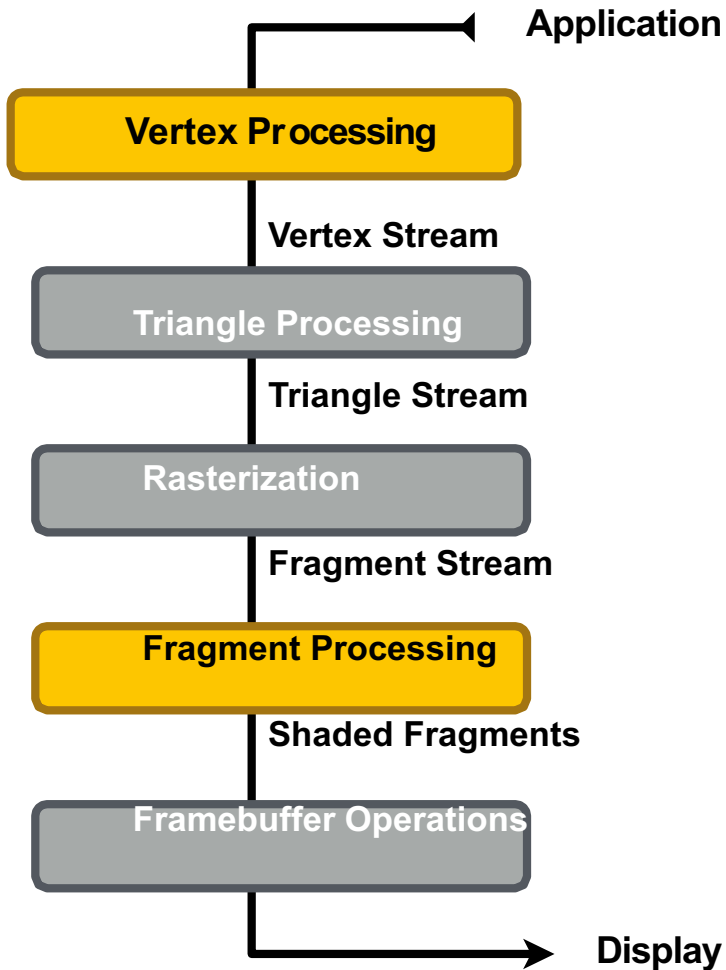 Application
Vertex Processing
Vertex Stream
Triangle Processing
Triangle Stream
Rasterization
Fragment Stream
Fragment Processing
Shaded Fragments
Framebuffer Operations
Display